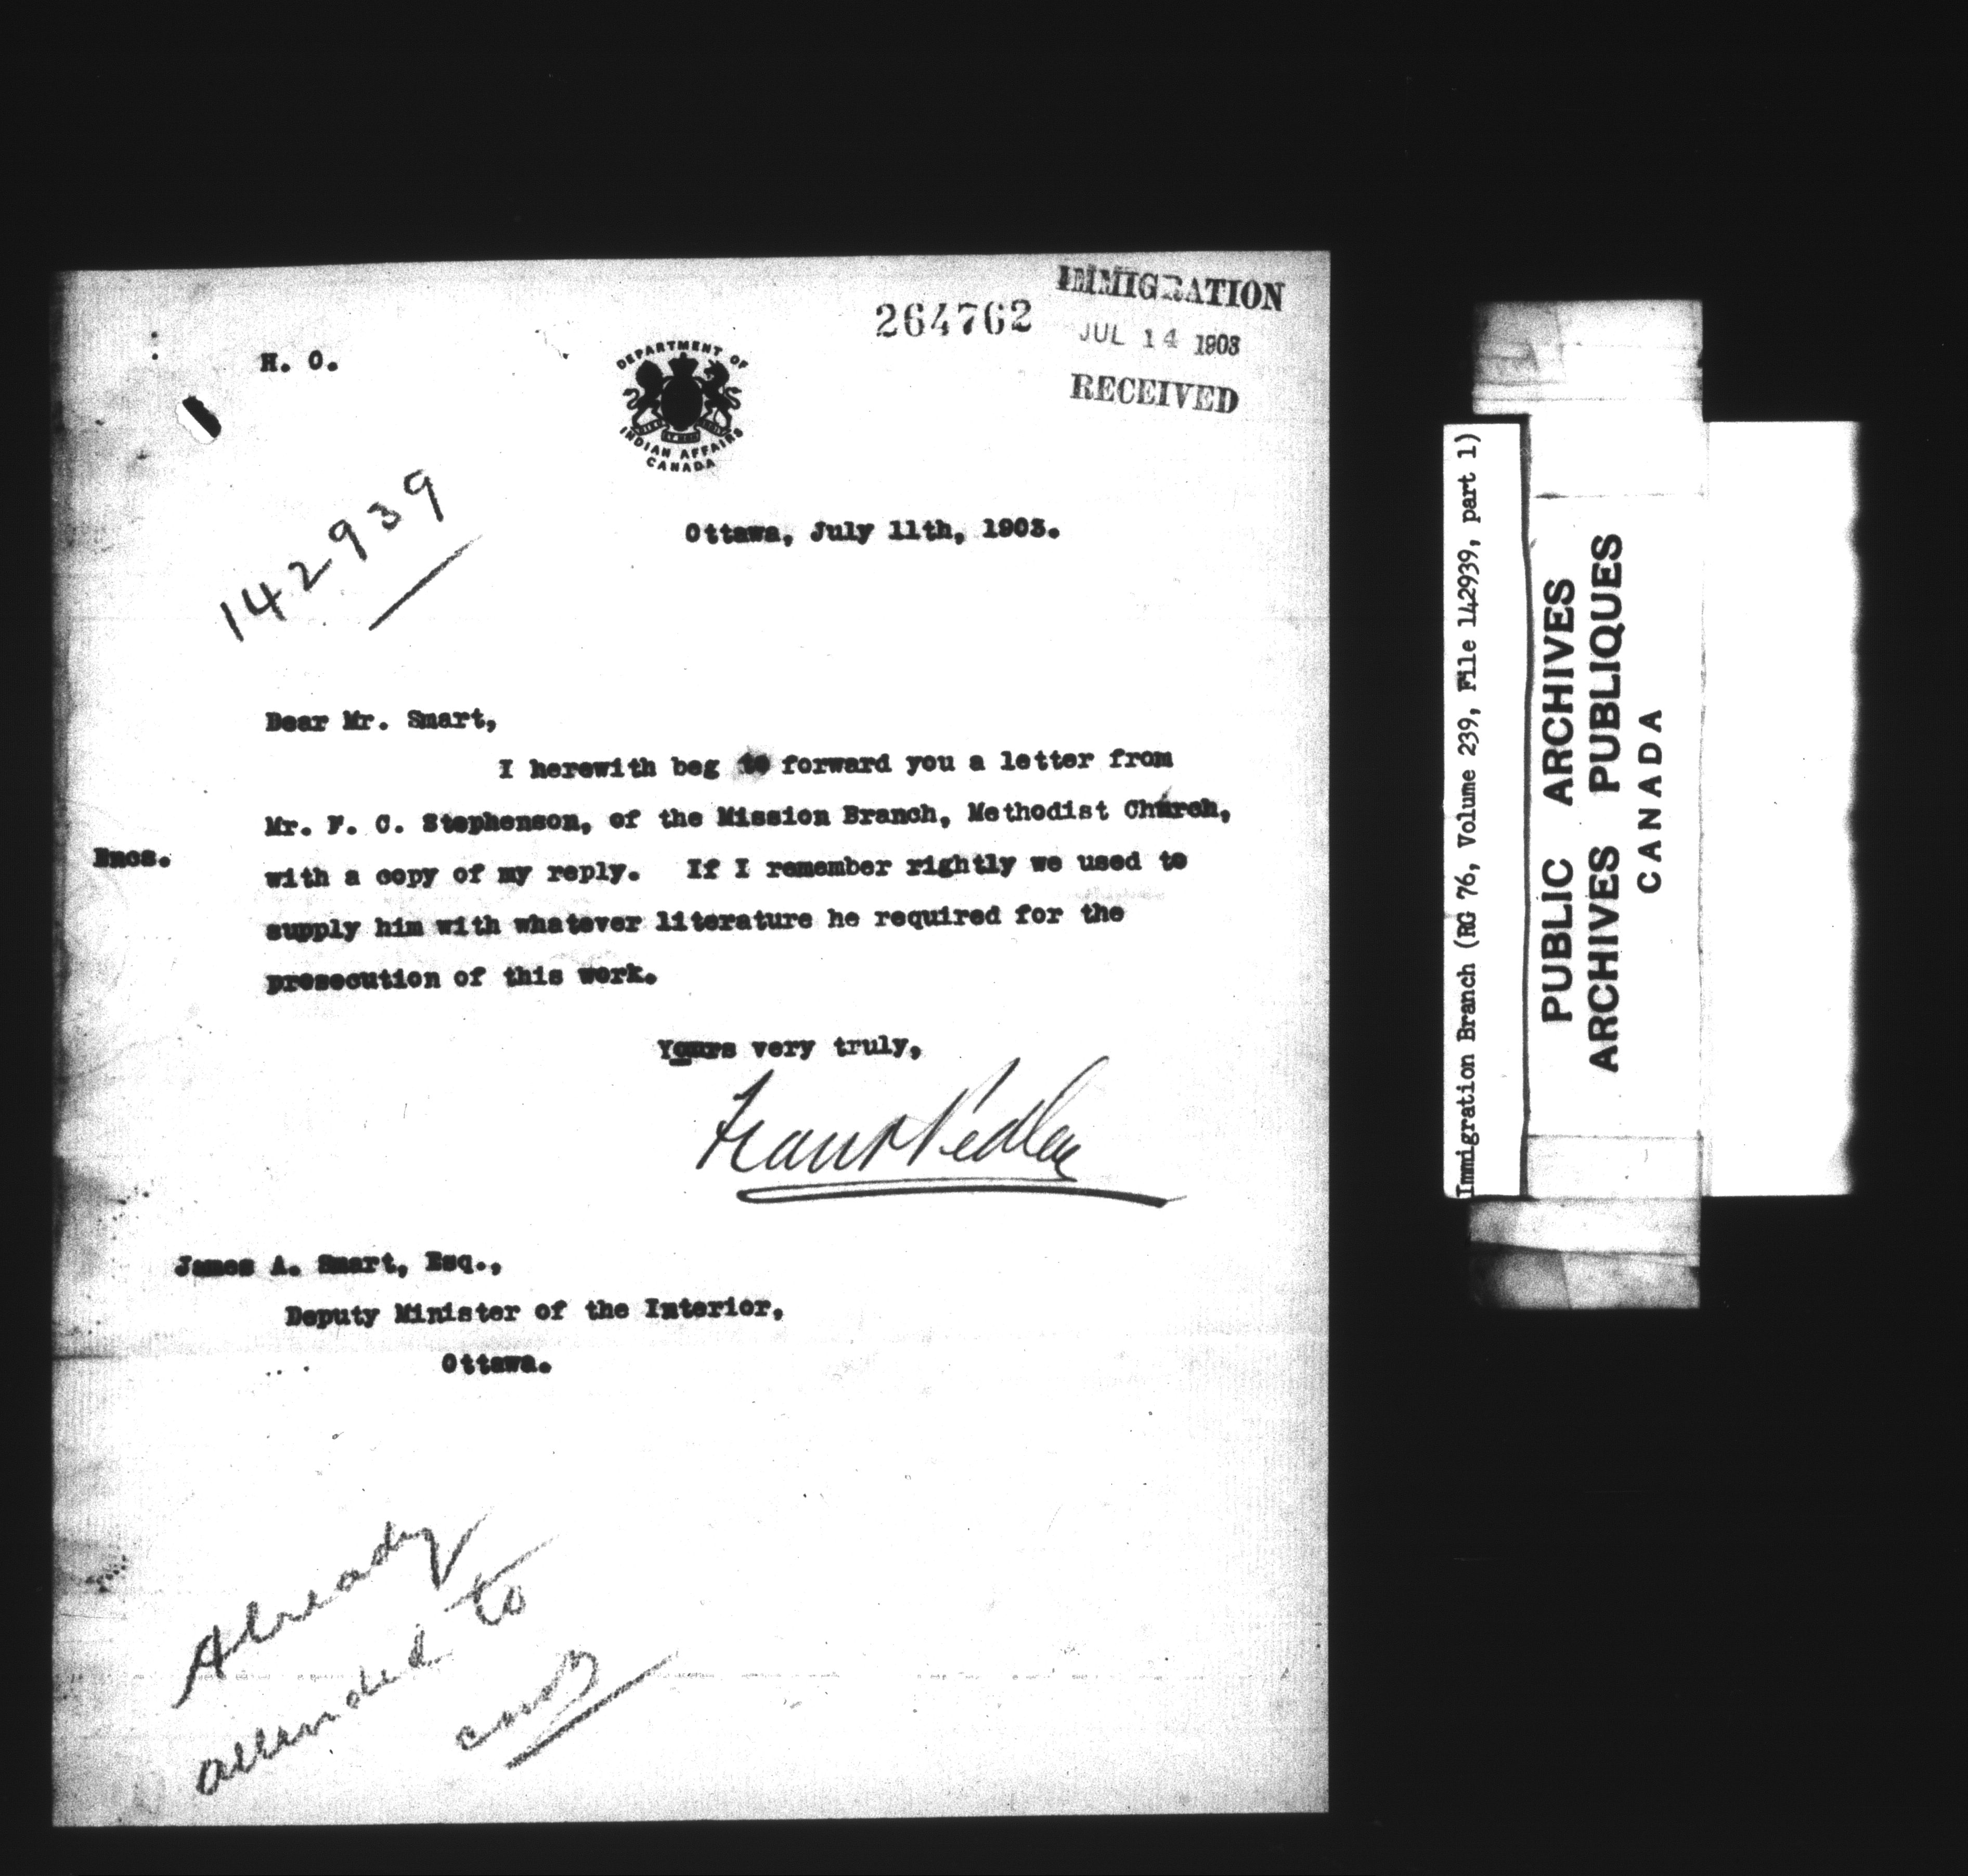 H. O.
264762
IMMIGRATION
JUL 14 1903
RECEIVED
DEPARTMENT OF
INDIAN AFFAIRS
CANADA
142939
Ottawa, July 11th, 1903.
Dear Mr. Smart,
I herewith beg to forward you a letter from
Mr. F. C. Stephenson, of the Mission Branch, Methodist Church,
Encs.
with a copy of my reply. If I remember rightly we used to
supply him with whatever literature he required for the
prosecution of this work.
Yours very truly,
Frank Pedley
James A. Smart, Esq.,
Deputy Minister of the Interior,
Ottawa.
Already
attended to
Immigration Branch (RG 76, Volume 239, File 142939, part 1)
PUBLIC ARCHIVES
ARCHIVES PUBLIQUES
CANADA